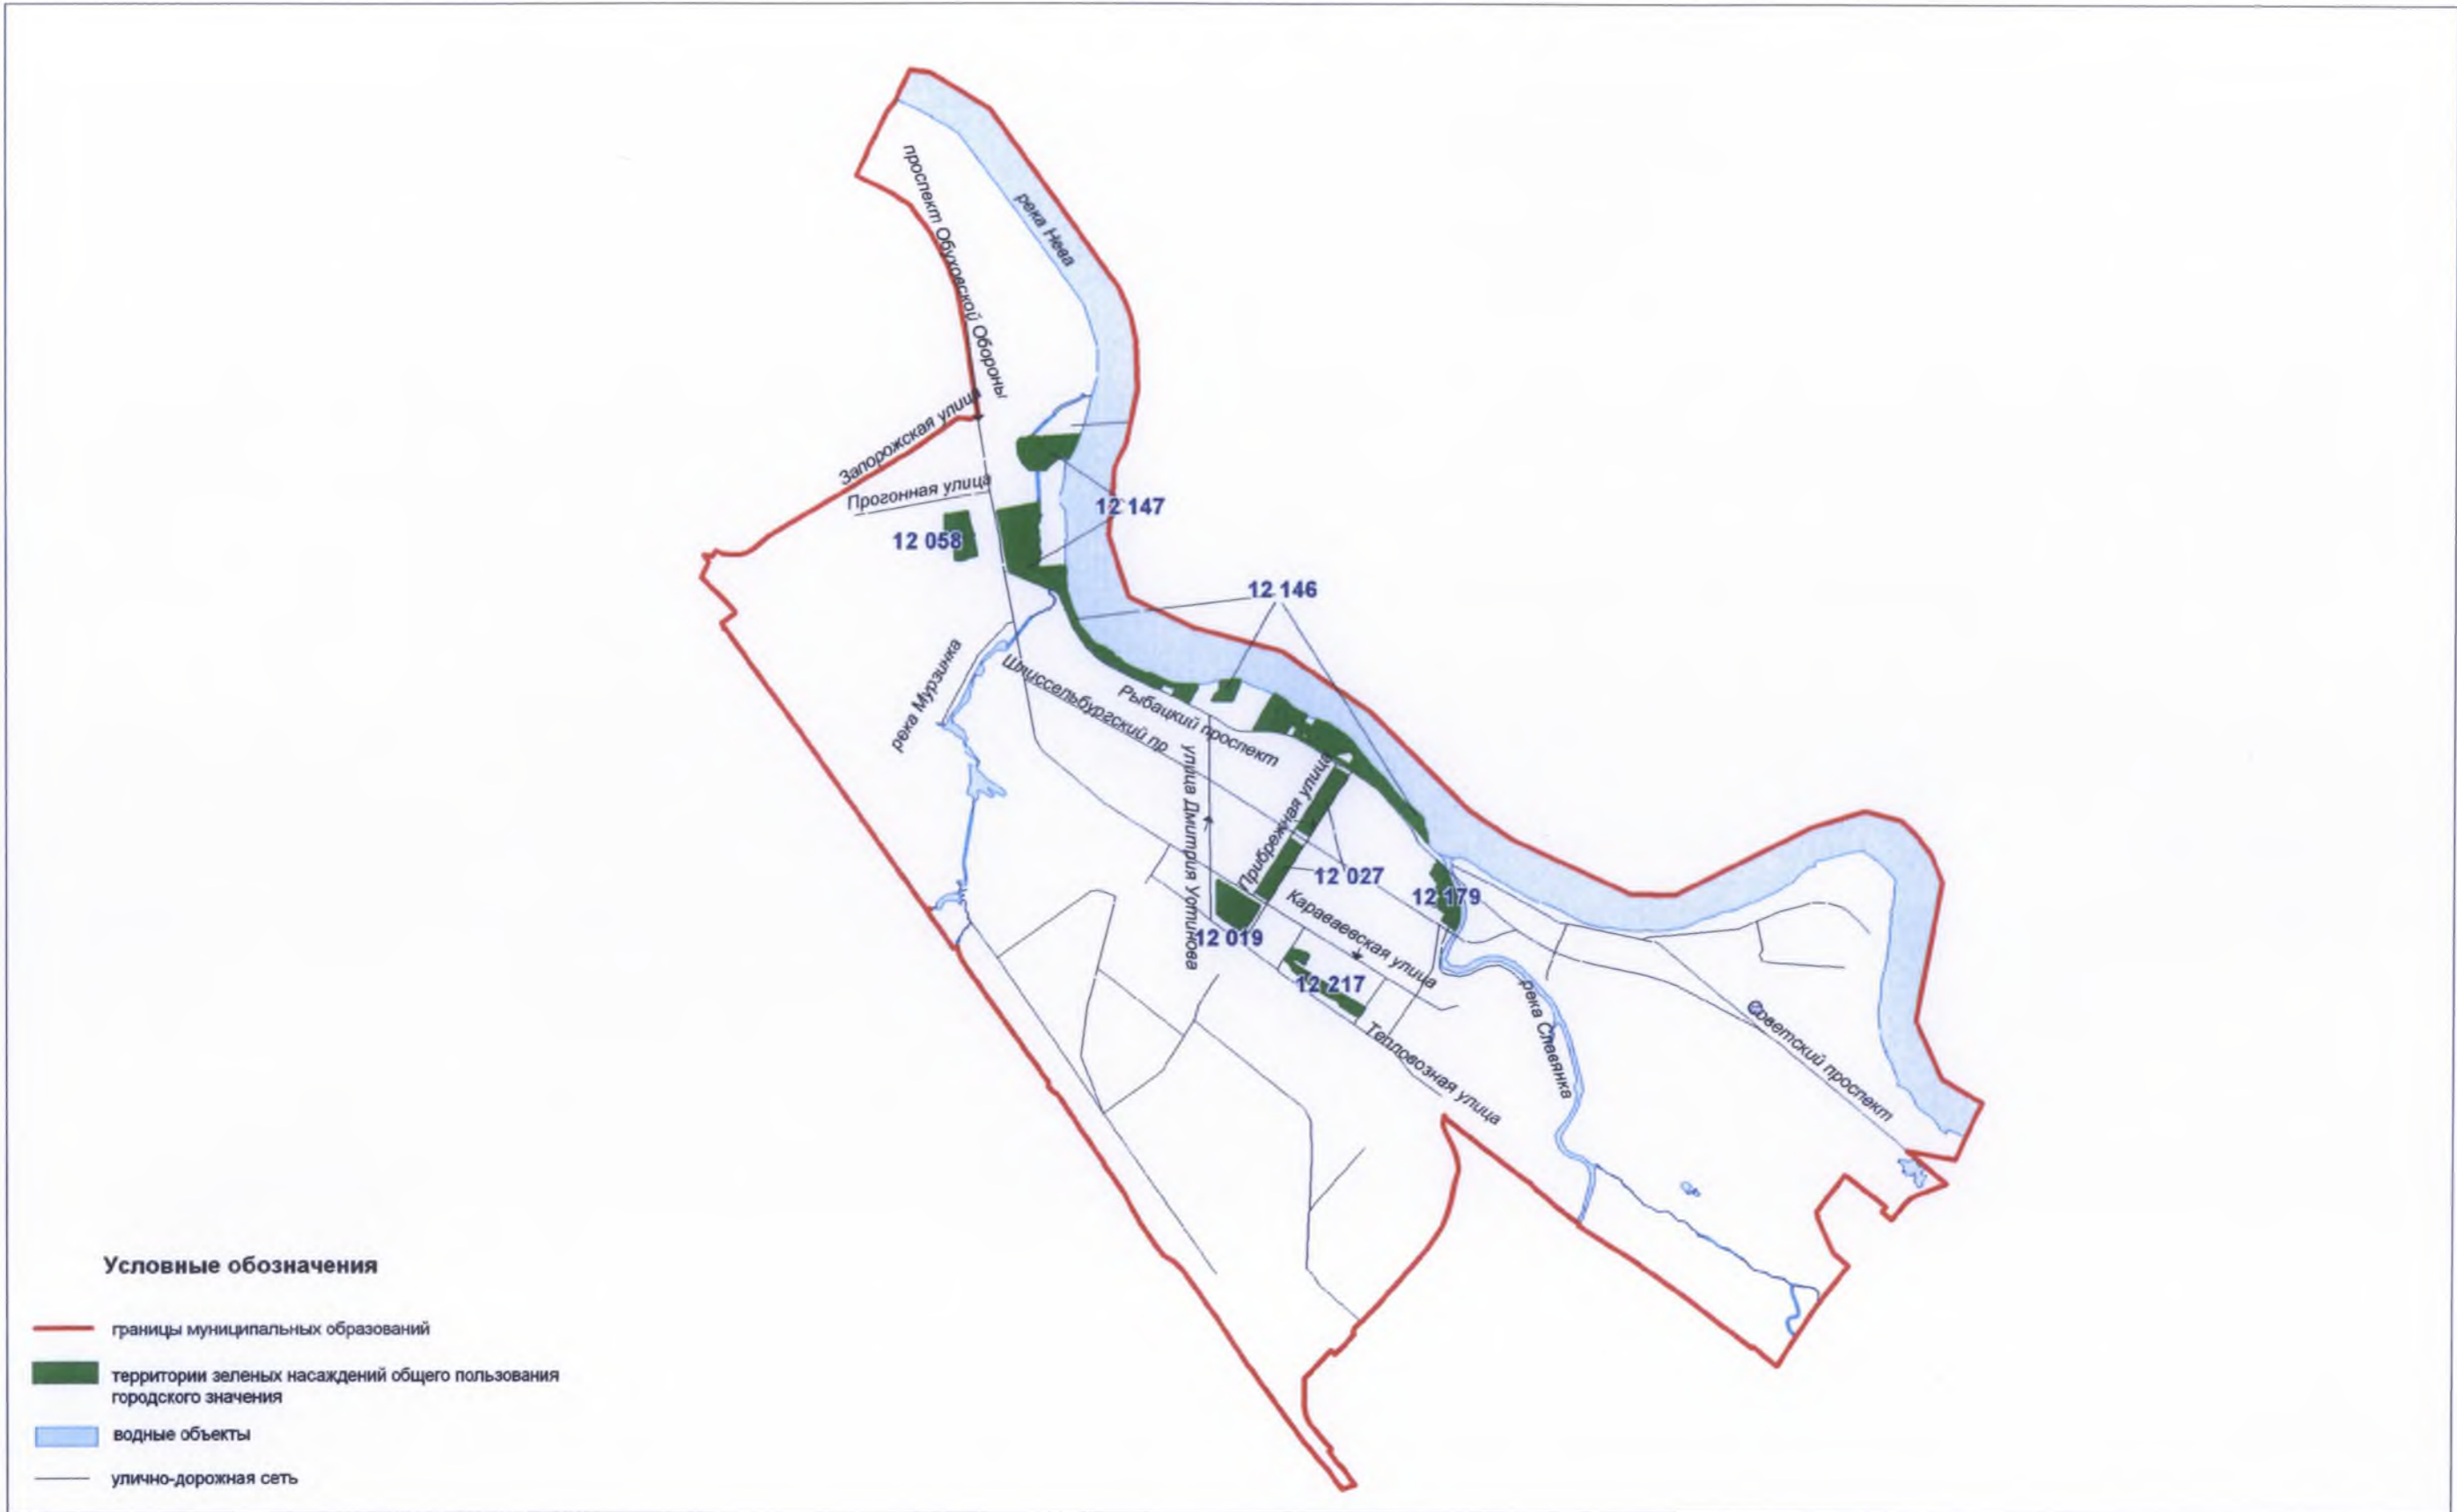 проспект Обуховской Обороны
река Нева
Запорожская улица
Прогонная улица
12 147
12 058
12 146
река Мурзинка
Шлиссельбургский пр
Рыбацкий проспект
улица Дмитрия Устинова
Прибрежная улица
12 027
12 179
12 019
Караваевская улица
12 217
река Славянка
Советский проспект
Тепловозная улица
Условные обозначения
границы муниципальных образований
территории зеленых насаждений общего пользования
городского значения
водные объекты
улично-дорожная сеть